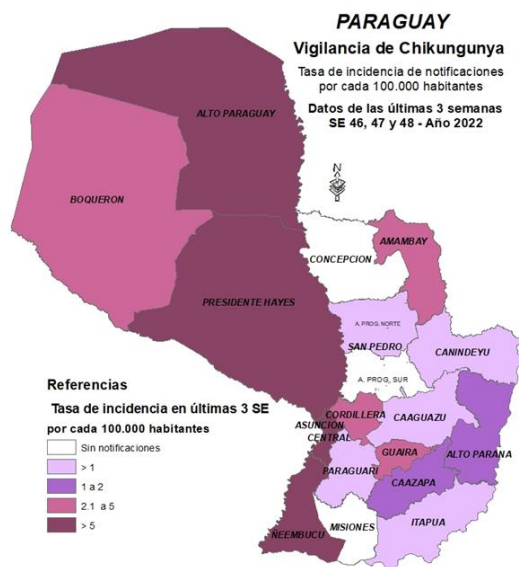 PARAGUAY
Vigilancia de Chikungunya
Tasa de incidencia de notificaciones
por cada 100.000 habitantes
Datos de las últimas 3 semanas
SE 46, 47 y 48 - Año 2022
N
ALTO PARAGUAY
BOQUERON
AMAMBAY
CONCEPCION
PRESIDENTE HAYES
A. PROG. NORTE
SAN PEDRO
CANINDEYU
A. PROG. SUR
CORDILLERA
CAAGUAZU
ASUNCION
CENTRAL
GUAIRA
ALTO PARANA
PARAGUARI
CAAZAPA
MISIONES
ITAPUA
ÑEEMBUCU
Referencias
Tasa de incidencia en últimas 3 SE
por cada 100.000 habitantes
Sin notificaciones
> 1
1 a 2
2.1 a 5
> 5